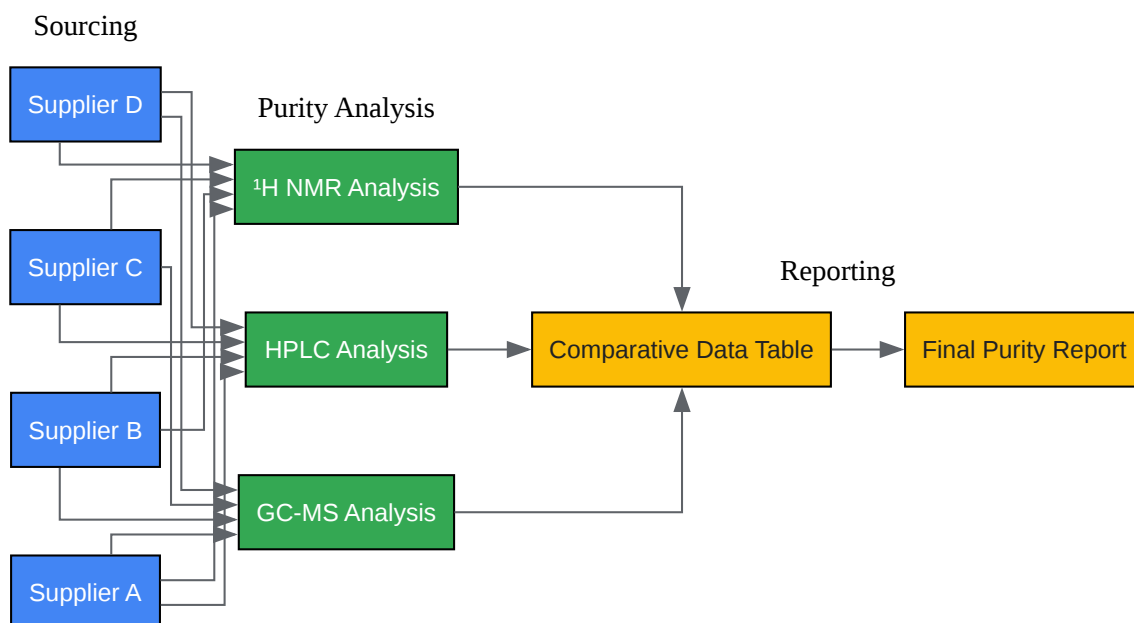 Sourcing
Supplier D
Purity Analysis
¹H NMR Analysis
Supplier C
Reporting
HPLC Analysis
Comparative Data Table
Final Purity Report
Supplier B
GC-MS Analysis
Supplier A